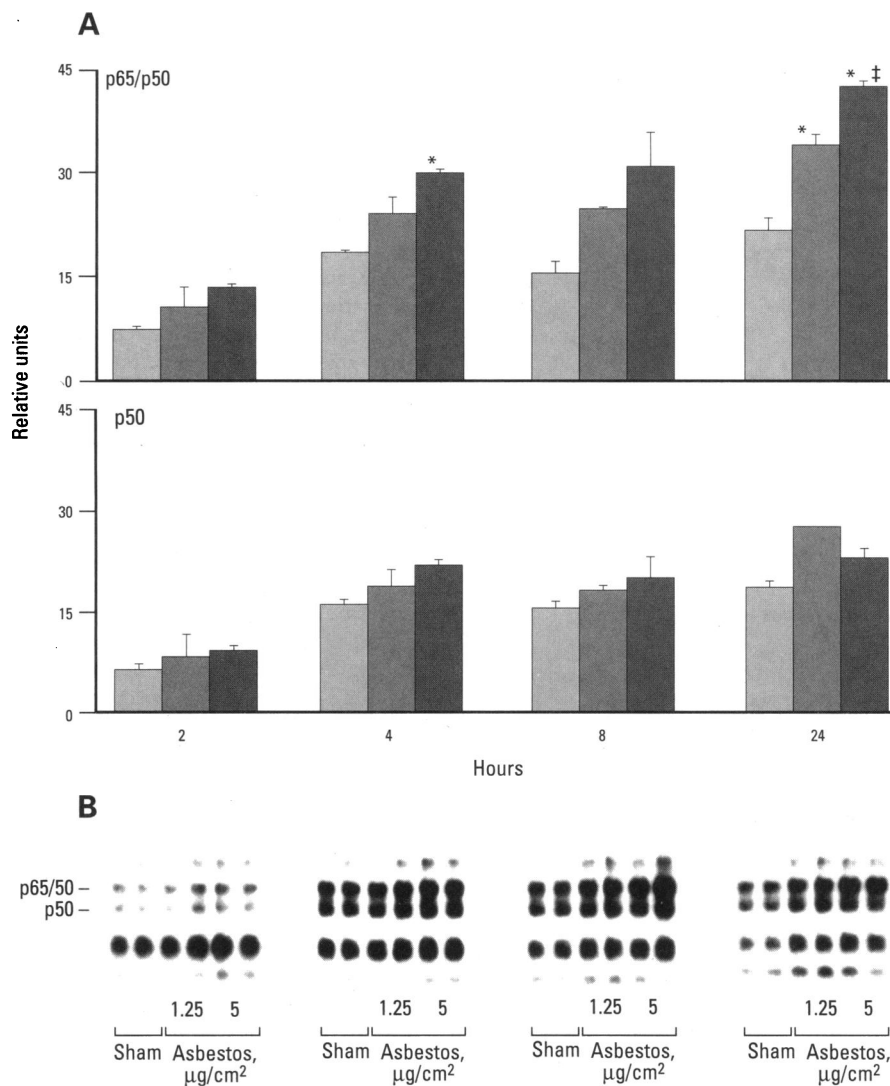 A
p65/p50
45
30
15
0
* * * ‡
Relative units
p50
45
30
15
0
2 4 8 24
Hours
B
p65/50 –
p50 –
1.25 5 1.25 5 1.25 5 1.25 5
Sham Asbestos, Sham Asbestos, Sham Asbestos, Sham Asbestos,
µg/cm² µg/cm² µg/cm² µg/cm²